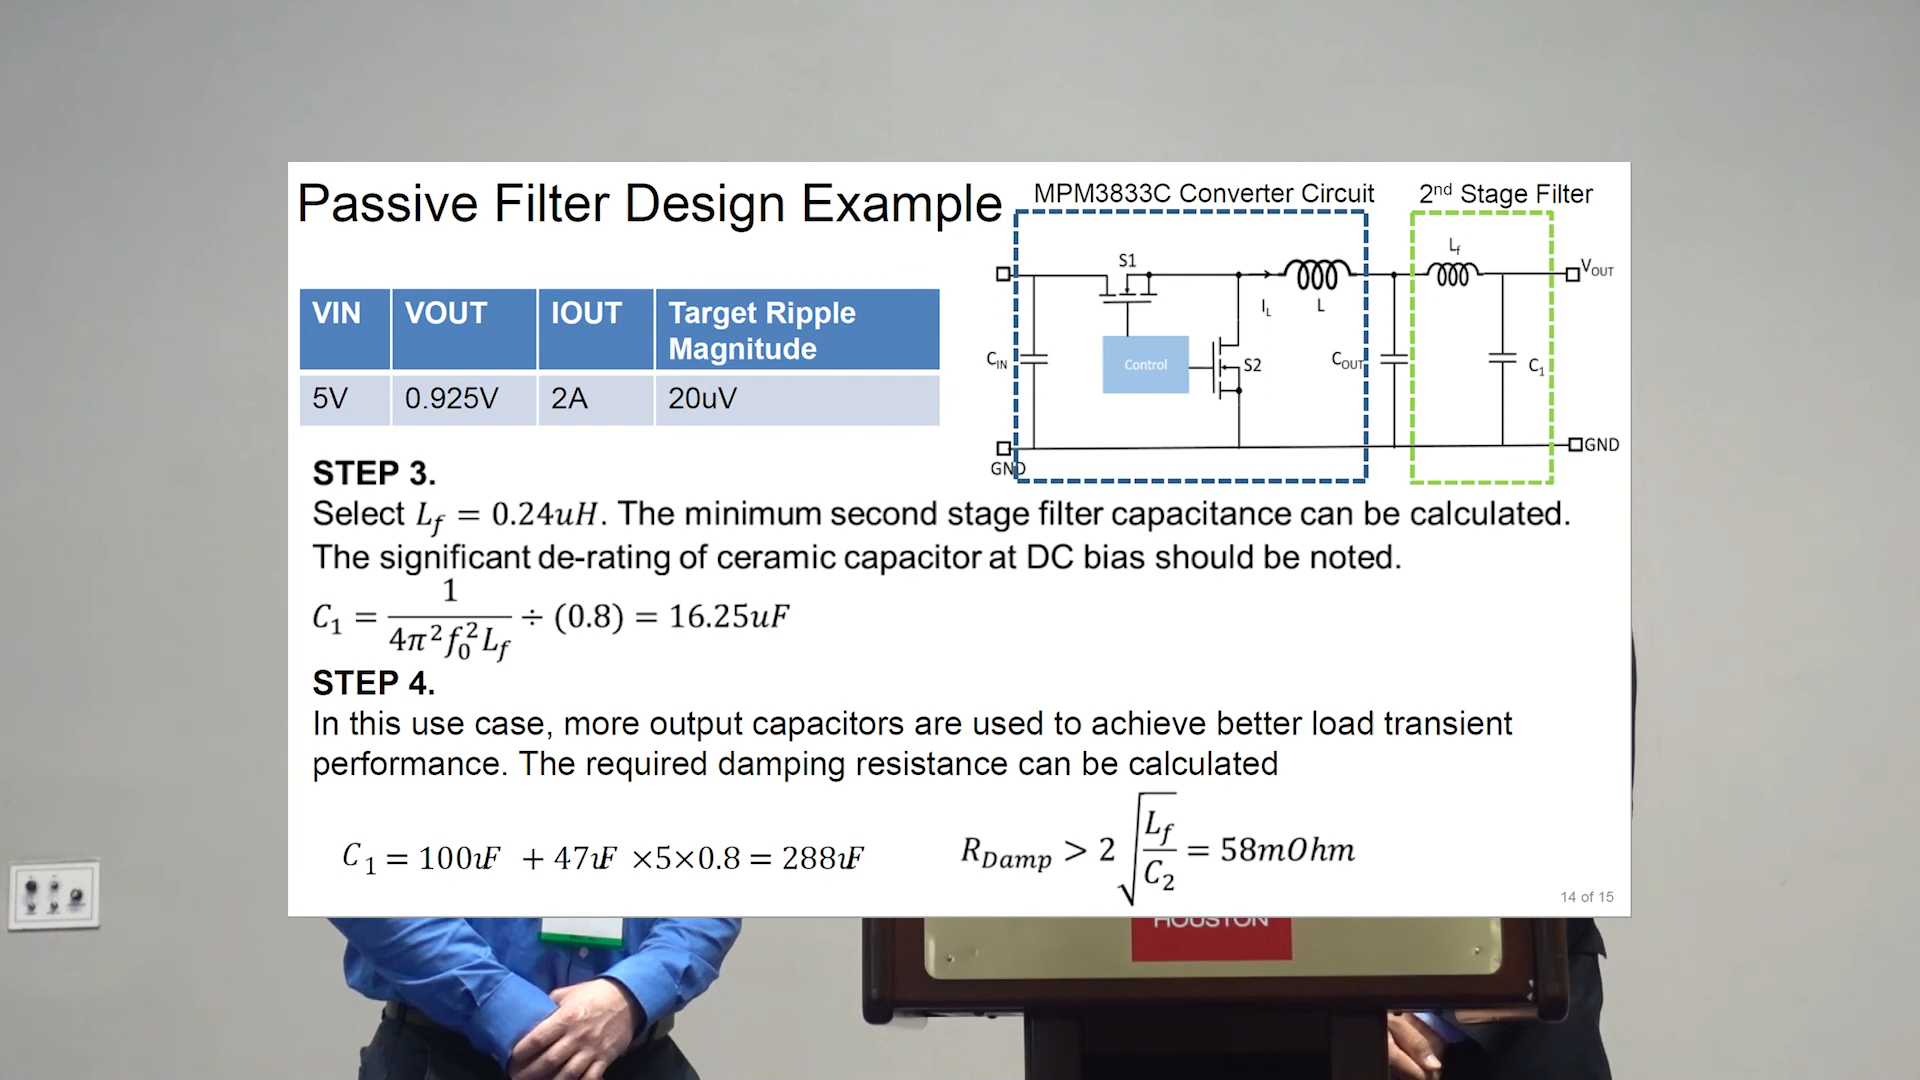 Passive Filter Design Example
MPM3833C Converter Circuit
2nd Stage Filter
VIN VOUT IOUT Target Ripple Magnitude
5V 0.925V 2A 20uV
S1
IL
L
Lf
VOUT
CIN
Control
S2
COUT
C1
GND
GND
STEP 3.
Select Lf = 0.24uH. The minimum second stage filter capacitance can be calculated.
The significant de-rating of ceramic capacitor at DC bias should be noted.
C1 = 1 / 4π²f0²Lf ÷ (0.8) = 16.25uF
STEP 4.
In this use case, more output capacitors are used to achieve better load transient
performance. The required damping resistance can be calculated
C1 = 100uF + 47uF ×5×0.8 = 288uF
RDamp > 2 √(Lf / C2) = 58mOhm
14 of 15
HOUSTON